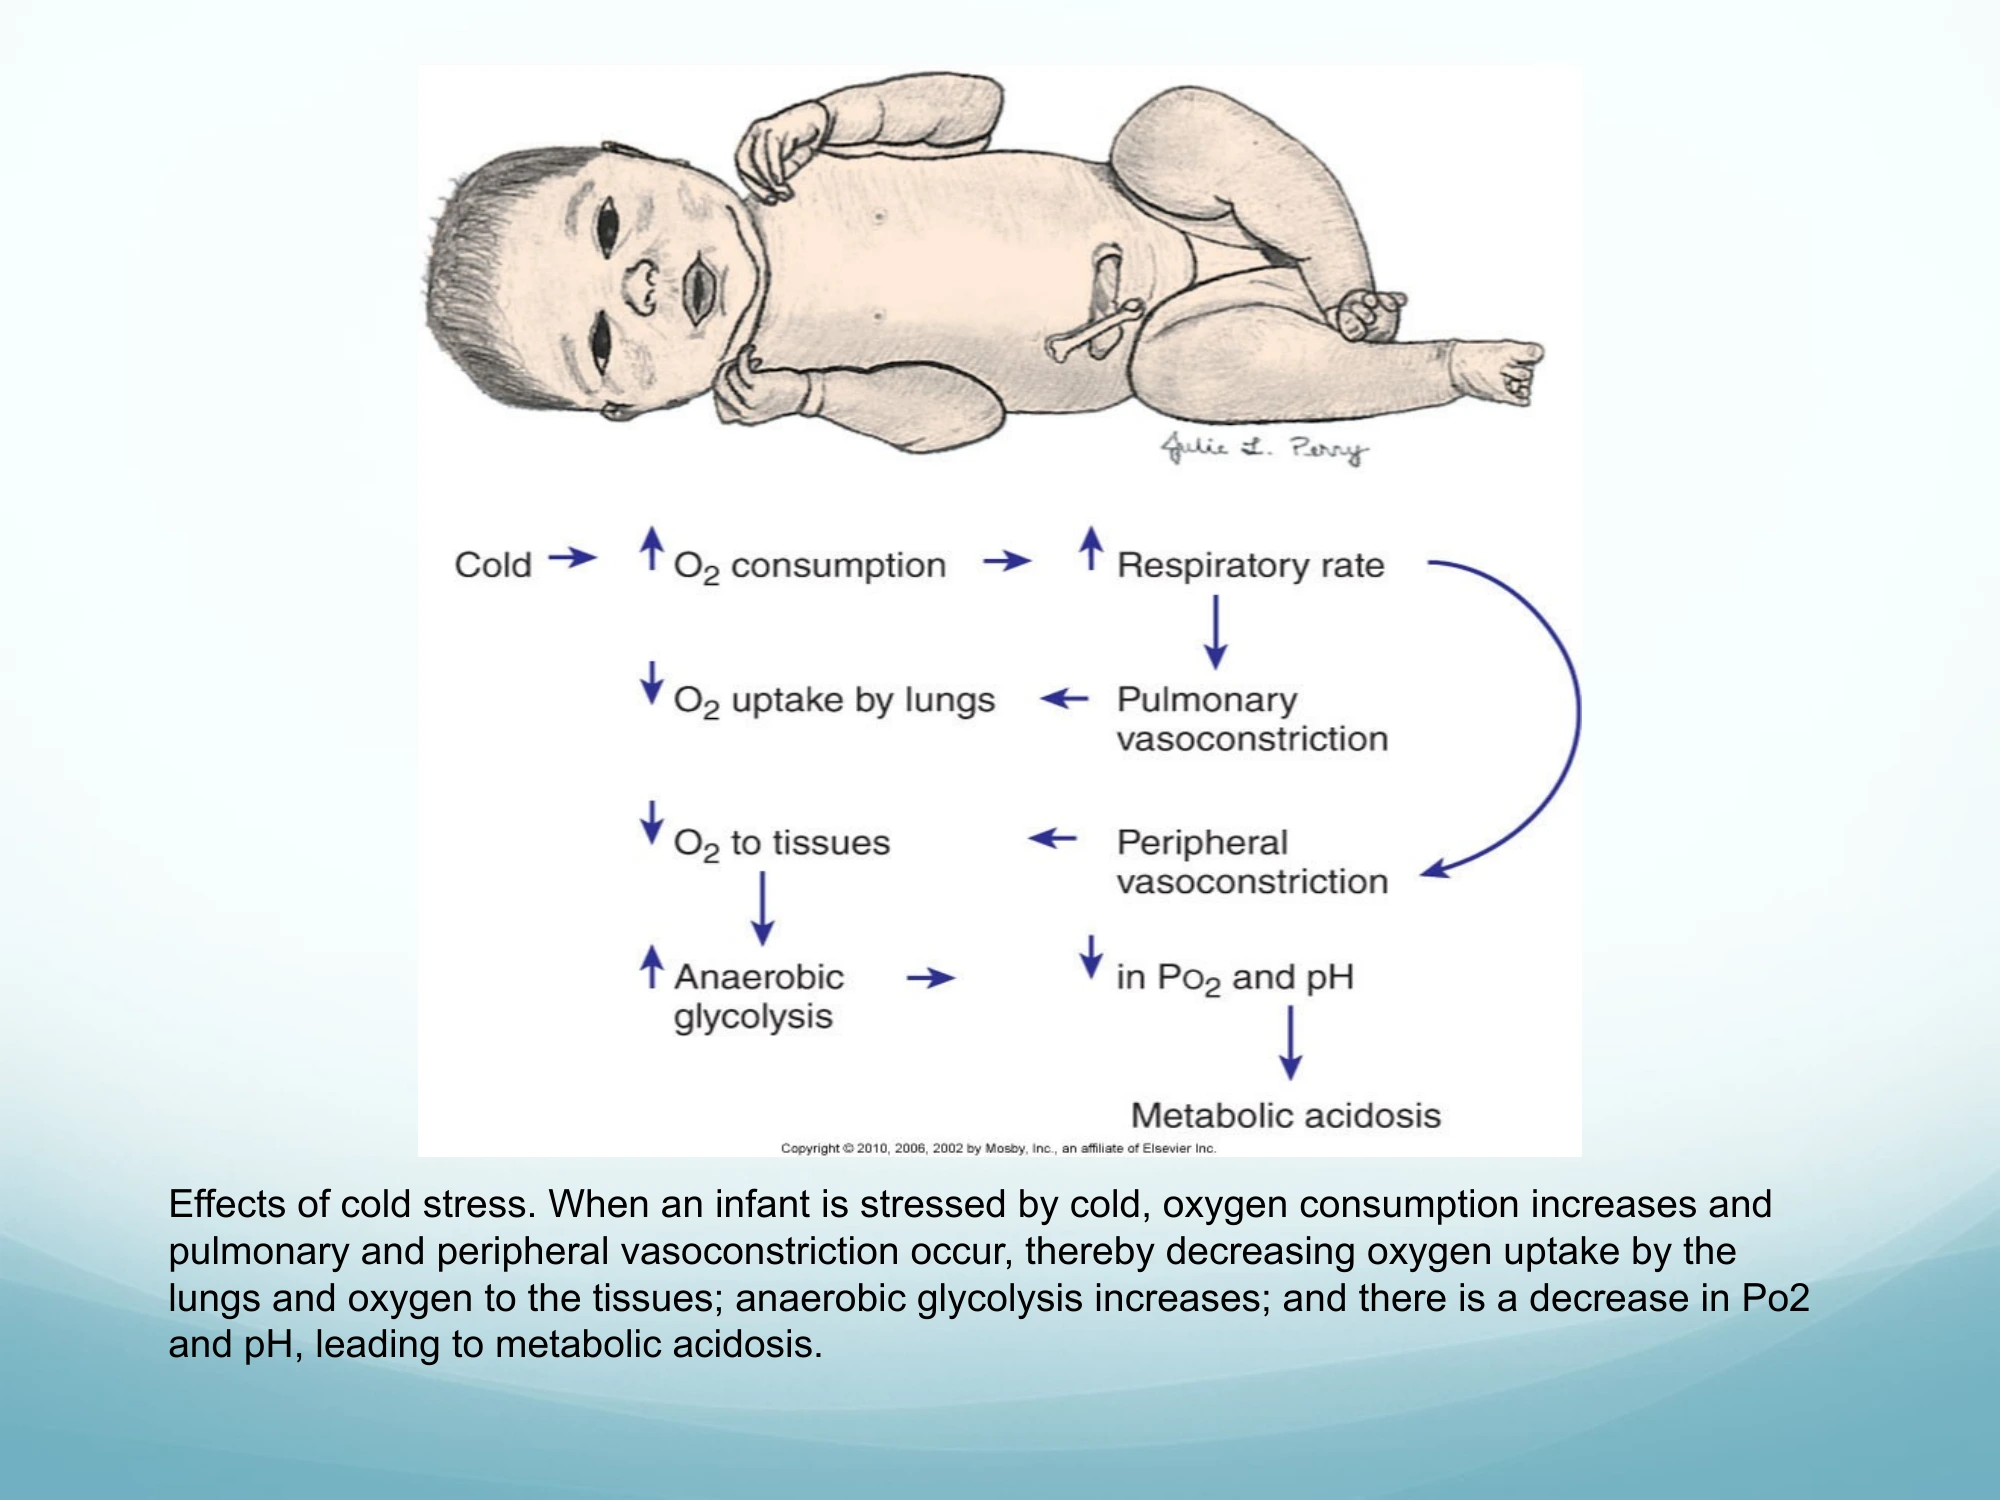 Julie L. Perry
Cold → ↑ O₂ consumption → ↑ Respiratory rate
↓ O₂ uptake by lungs ← Pulmonary
vasoconstriction
↓ O₂ to tissues ← Peripheral
vasoconstriction
↑ Anaerobic → ↓ in PO₂ and pH
glycolysis
Metabolic acidosis
Copyright © 2010, 2006, 2002 by Mosby, Inc., an affiliate of Elsevier Inc.
Effects of cold stress. When an infant is stressed by cold, oxygen consumption increases and
pulmonary and peripheral vasoconstriction occur, thereby decreasing oxygen uptake by the
lungs and oxygen to the tissues; anaerobic glycolysis increases; and there is a decrease in Po2
and pH, leading to metabolic acidosis.